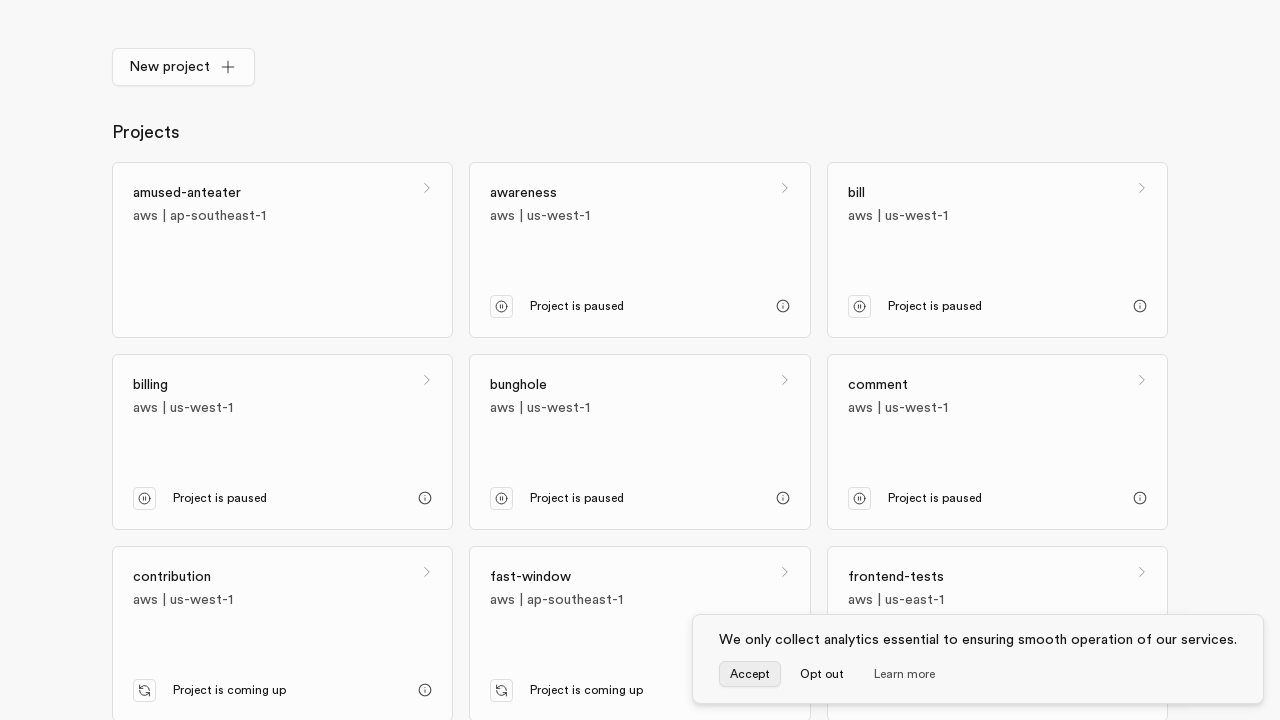 New project
Projects
amused-anteater
aws | ap-southeast-1
awareness
aws | us-west-1
Project is paused
bill
aws | us-west-1
Project is paused
billing
aws | us-west-1
Project is paused
bunghole
aws | us-west-1
Project is paused
comment
aws | us-west-1
Project is paused
contribution
aws | us-west-1
Project is coming up
fast-window
aws | ap-southeast-1
Project is coming up
frontend-tests
aws | us-east-1
We only collect analytics essential to ensuring smooth operation of our services.
Accept
Opt out
Learn more